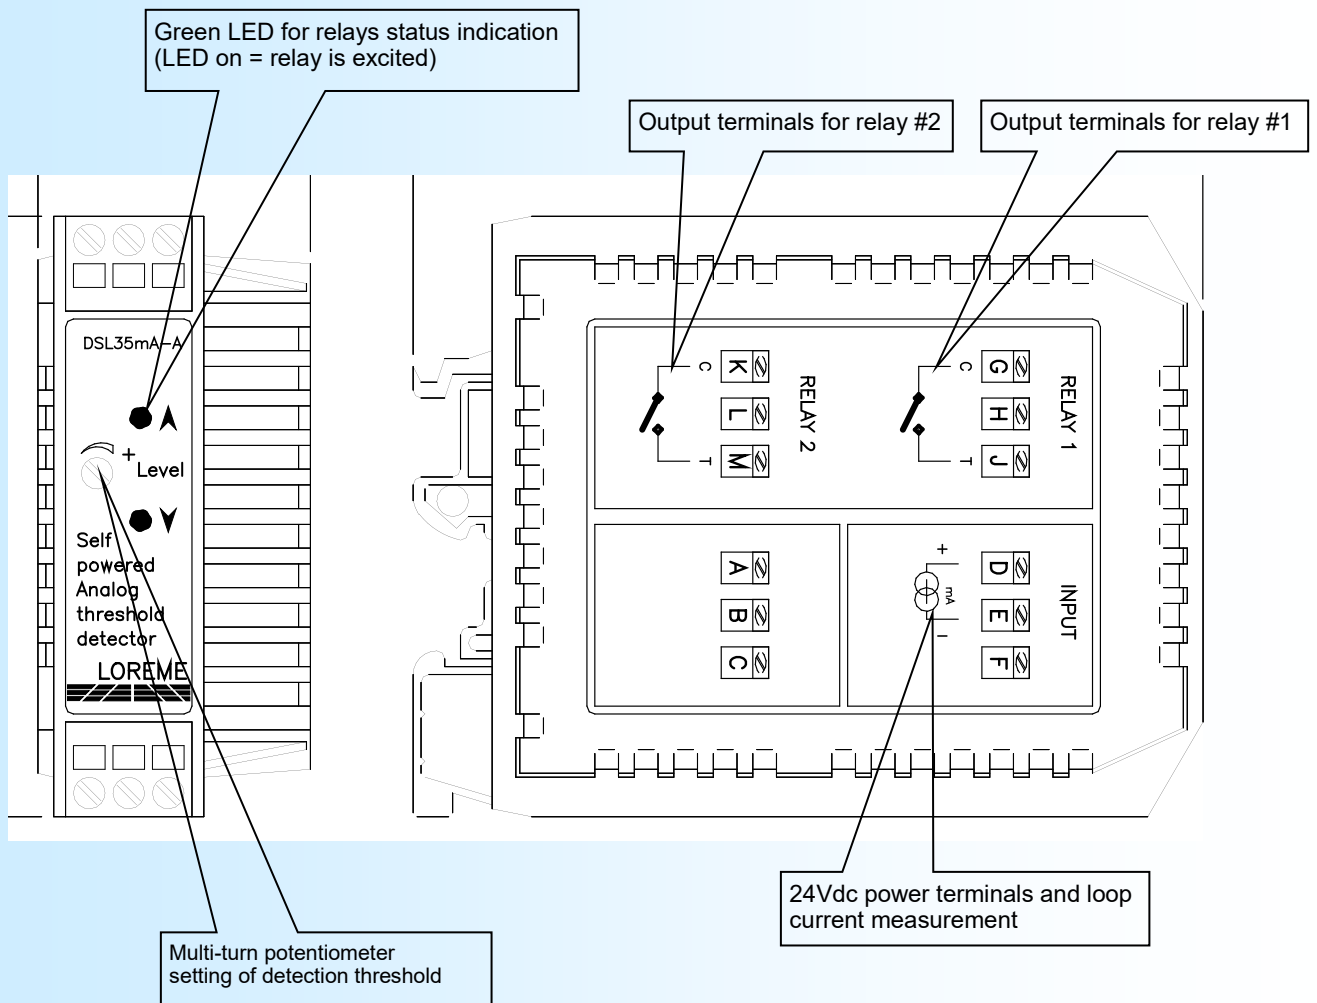 Green LED for relays status indication
(LED on = relay is excited)
Output terminals for relay #2
Output terminals for relay #1
DSL35mA-A
+
Level
Self
powered
Analog
threshold
detector
LOREME
C
K
L
M
T
RELAY 2
C
G
H
J
T
RELAY 1
A
B
C
+
mA
–
D
E
F
INPUT
24Vdc power terminals and loop
current measurement
Multi-turn potentiometer
setting of detection threshold